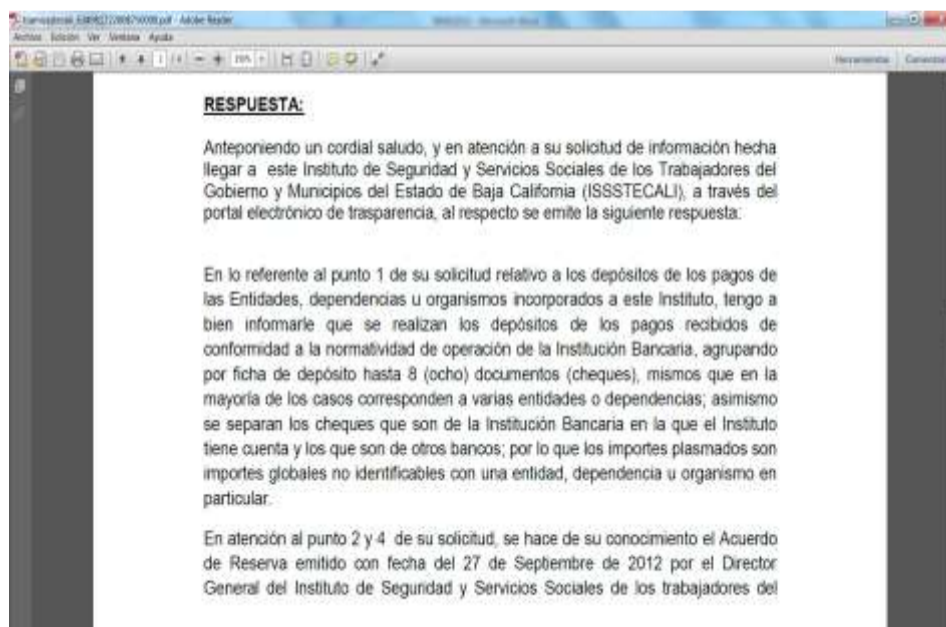 Adobe Reader
Archivo Edición Ver Ventana Ayuda
Herramientas Comentar
RESPUESTA:
Anteponiendo un cordial saludo, y en atención a su solicitud de información hecha
llegar a este Instituto de Seguridad y Servicios Sociales de los Trabajadores del
Gobierno y Municipios del Estado de Baja California (ISSSTECALI), a través del
portal electrónico de trasparencia, al respecto se emite la siguiente respuesta:
En lo referente al punto 1 de su solicitud relativo a los depósitos de los pagos de
las Entidades, dependencias u organismos incorporados a este Instituto, tengo a
bien informarle que se realizan los depósitos de los pagos recibidos de
conformidad a la normatividad de operación de la Institución Bancaria, agrupando
por ficha de depósito hasta 8 (ocho) documentos (cheques), mismos que en la
mayoría de los casos corresponden a varias entidades o dependencias; asimismo
se separan los cheques que son de la Institución Bancaria en la que el Instituto
tiene cuenta y los que son de otros bancos; por lo que los importes plasmados son
importes globales no identificables con una entidad, dependencia u organismo en
particular.
En atención al punto 2 y 4 de su solicitud, se hace de su conocimiento el Acuerdo
de Reserva emitido con fecha del 27 de Septiembre de 2012 por el Director
General del Instituto de Seguridad y Servicios Sociales de los trabajadores del